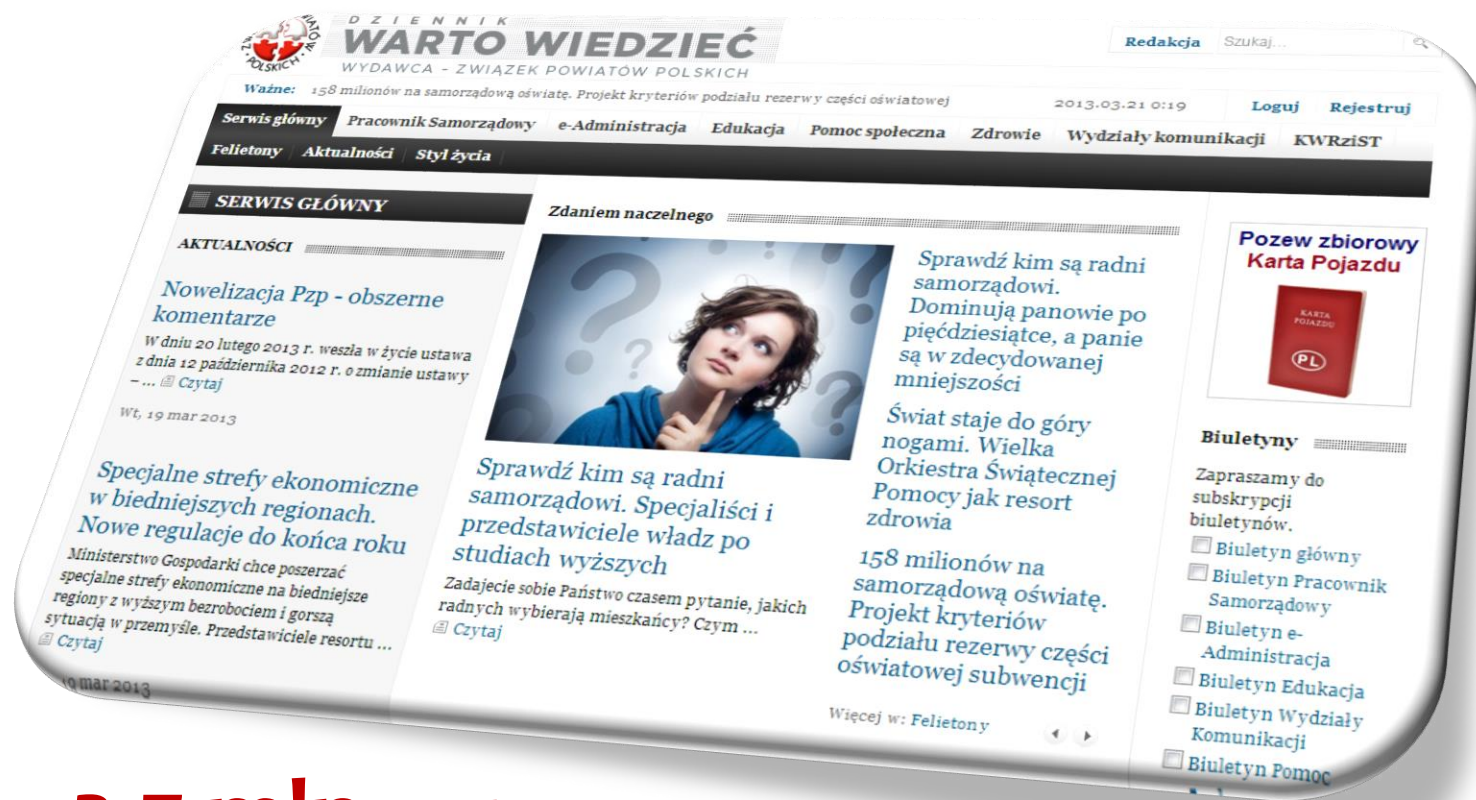 DZIENNIK
WARTO WIEDZIEĆ
WYDAWCA - ZWIĄZEK POWIATÓW POLSKICH
POLSKICH
Redakcja Szukaj...
Ważne: 158 milionów na samorządową oświatę. Projekt kryteriów podziału rezerwy części oświatowej
2013.03.21 0:19 Loguj Rejestruj
Serwis główny Pracownik Samorządowy e-Administracja Edukacja Pomoc społeczna Zdrowie Wydziały komunikacji KWRziST
Felietony Aktualności Styl życia
SERWIS GŁÓWNY
AKTUALNOŚCI
Nowelizacja Pzp - obszerne
komentarze
W dniu 20 lutego 2013 r. weszła w życie ustawa
z dnia 12 października 2012 r. o zmianie ustawy
– ... Czytaj
Wt, 19 mar 2013
Specjalne strefy ekonomiczne
w biedniejszych regionach.
Nowe regulacje do końca roku
Ministerstwo Gospodarki chce poszerzać
specjalne strefy ekonomiczne na biedniejsze
regiony z wyższym bezrobociem i gorszą
sytuacją w przemyśle. Przedstawiciele resortu ...
Czytaj
19 mar 2013
Zdaniem naczelnego
Sprawdź kim są radni
samorządowi. Specjaliści i
przedstawiciele władz po
studiach wyższych
Zadajecie sobie Państwo czasem pytanie, jakich
radnych wybierają mieszkańcy? Czym ...
Czytaj
Sprawdź kim są radni
samorządowi.
Dominują panowie po
pięćdziesiątce, a panie
są w zdecydowanej
mniejszości
Świat staje do góry
nogami. Wielka
Orkiestra Świątecznej
Pomocy jak resort
zdrowia
158 milionów na
samorządową oświatę.
Projekt kryteriów
podziału rezerwy części
oświatowej subwencji
Więcej w: Felietony
Pozew zbiorowy
Karta Pojazdu
KARTA
POJAZDU
PL
Biuletyny
Zapraszamy do
subskrypcji
biuletynów.
Biuletyn główny
Biuletyn Pracownik
Samorządowy
Biuletyn e-
Administracja
Biuletyn Edukacja
Biuletyn Wydziały
Komunikacji
Biuletyn Pomoc